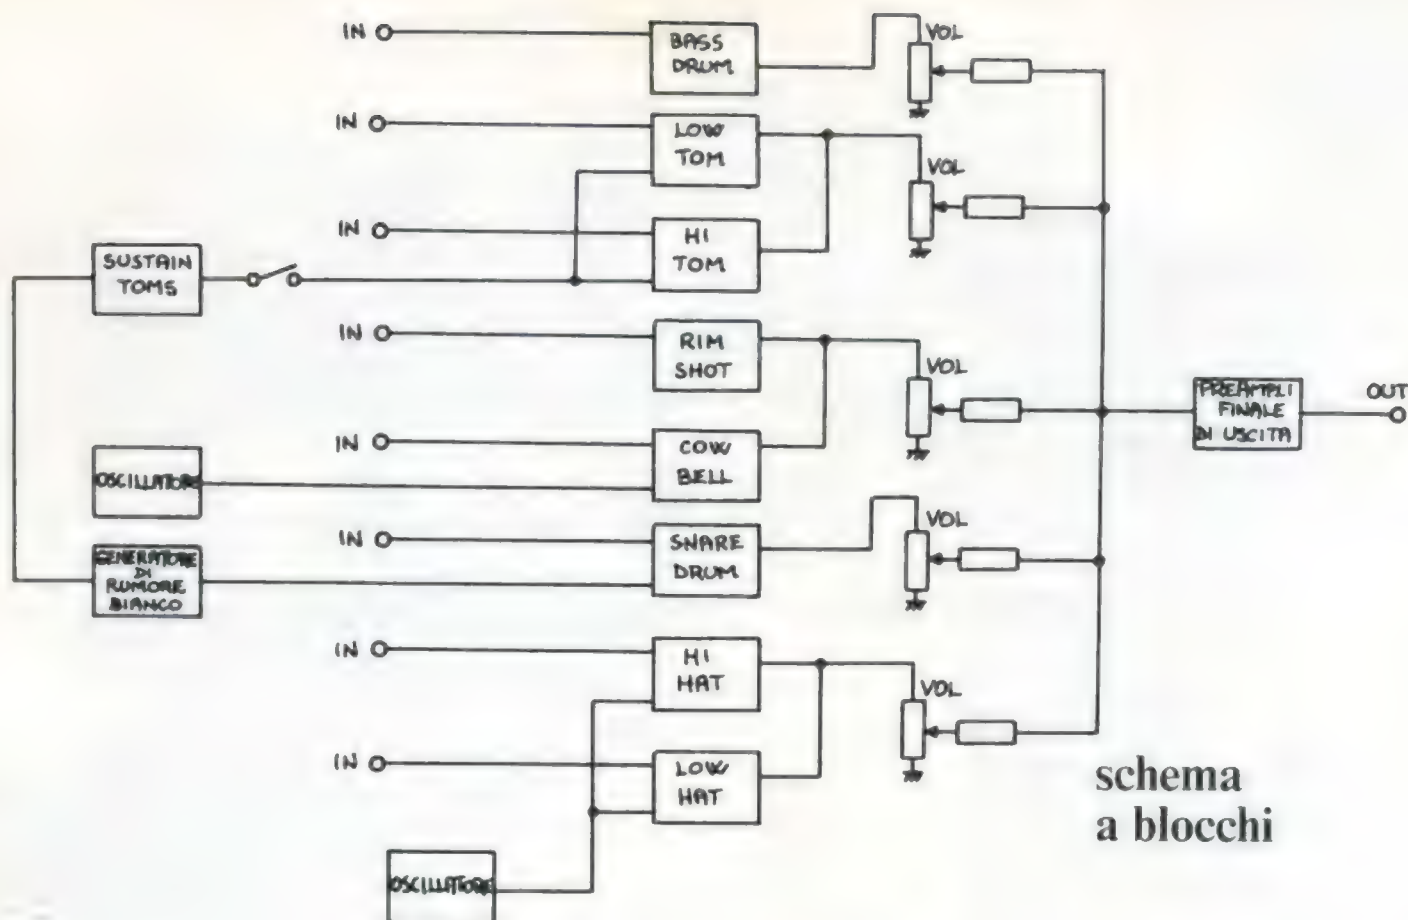 IN
BASS
DRUM
VOL
IN
LOW
TOM
VOL
IN
HI
TOM
SUSTAIN
TOMS
IN
RIM
SHOT
VOL
PREAMPLI
FINALE
DI USCITA
OUT
IN
COW
BELL
OSCILLATORE
IN
SNARE
DRUM
VOL
GENERATORE
DI
RUMORE
BIANCO
IN
HI
HAT
VOL
IN
LOW
HAT
schema
a blocchi
OSCILLATORE